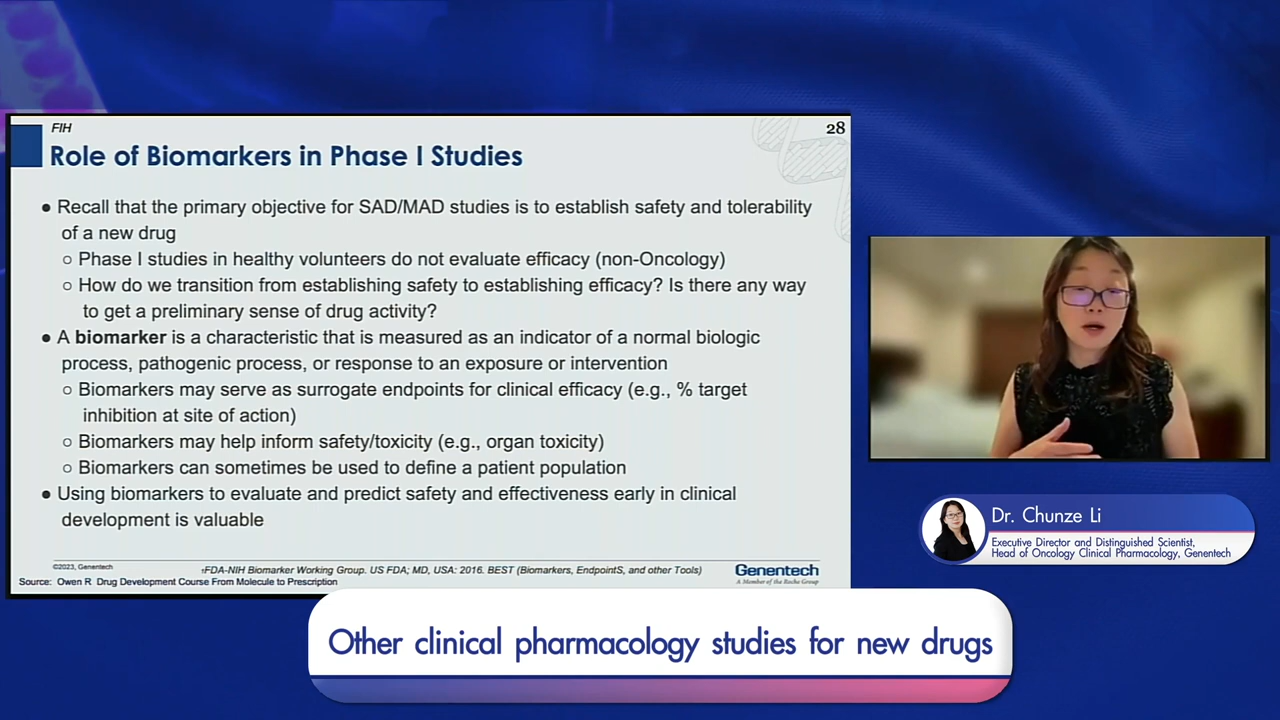 FIH
28
Role of Biomarkers in Phase I Studies
● Recall that the primary objective for SAD/MAD studies is to establish safety and tolerability
of a new drug
○ Phase I studies in healthy volunteers do not evaluate efficacy (non-Oncology)
○ How do we transition from establishing safety to establishing efficacy? Is there any way
to get a preliminary sense of drug activity?
● A biomarker is a characteristic that is measured as an indicator of a normal biologic
process, pathogenic process, or response to an exposure or intervention
○ Biomarkers may serve as surrogate endpoints for clinical efficacy (e.g., % target
inhibition at site of action)
○ Biomarkers may help inform safety/toxicity (e.g., organ toxicity)
○ Biomarkers can sometimes be used to define a patient population
● Using biomarkers to evaluate and predict safety and effectiveness early in clinical
development is valuable
©2023, Genentech
1FDA-NIH Biomarker Working Group. US FDA; MD, USA: 2016. BEST (Biomarkers, EndpointS, and other Tools)
Genentech
A Member of the Roche Group
Source: Owen R Drug Development Course From Molecule to Prescription
Dr. Chunze Li
Executive Director and Distinguished Scientist,
Head of Oncology Clinical Pharmacology, Genentech
Other clinical pharmacology studies for new drugs